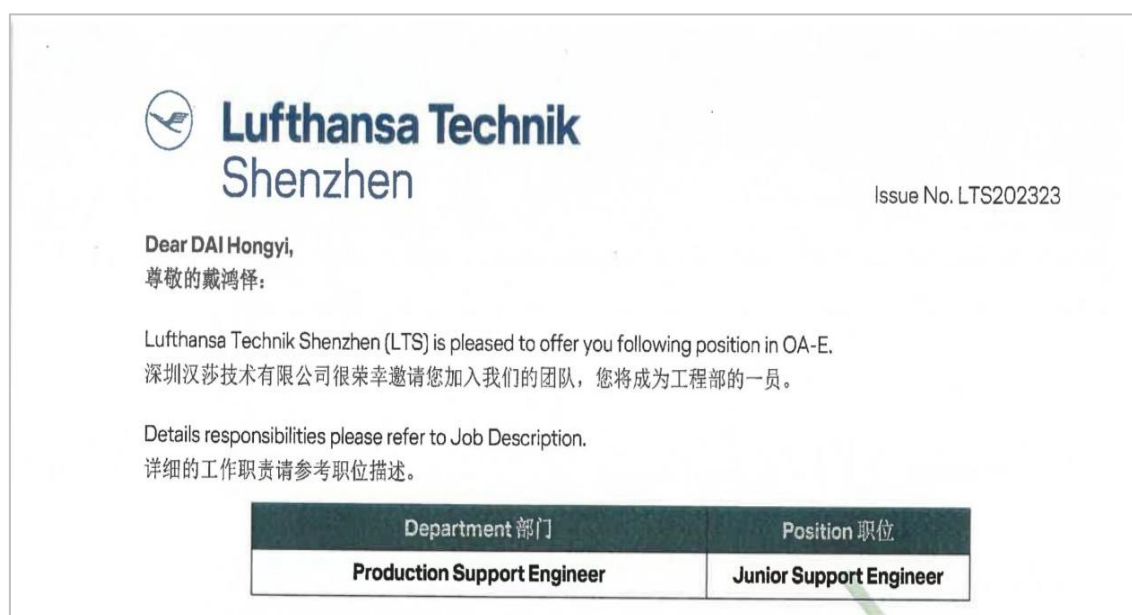 Lufthansa Technik
Shenzhen
Issue No. LTS202323
Dear DAI Hongyi,
尊敬的戴鸿铎:
Lufthansa Technik Shenzhen (LTS) is pleased to offer you following position in OA-E.
深圳汉莎技术有限公司很荣幸邀请您加入我们的团队，您将成为工程部的一员。
Details responsibilities please refer to Job Description.
详细的工作职责请参考职位描述。
Department 部门 Position 职位
Production Support Engineer Junior Support Engineer